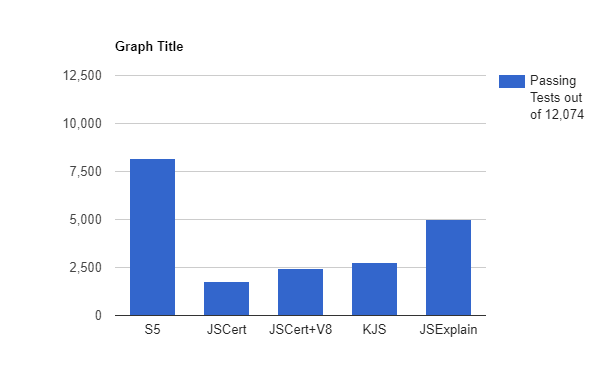 Graph Title
12,500
10,000
7,500
5,000
2,500
0
S5 JSCert JSCert+V8 KJS JSExplain
Passing
Tests out
of 12,074